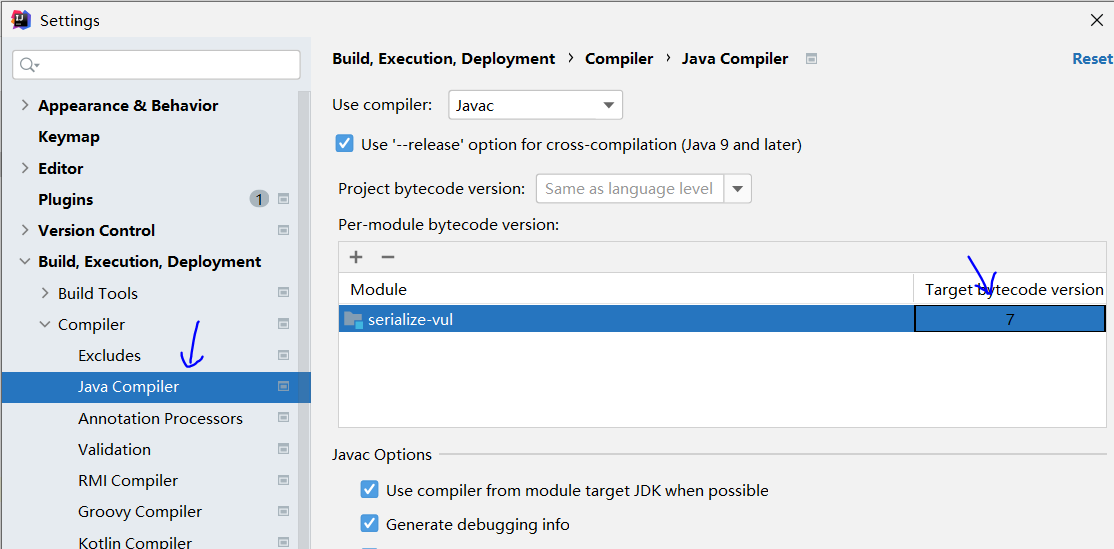 Settings
Build, Execution, Deployment › Compiler › Java Compiler
Reset
Appearance & Behavior
Keymap
Editor
Plugins 1
Version Control
Build, Execution, Deployment
Build Tools
Compiler
Excludes
Java Compiler
Annotation Processors
Validation
RMI Compiler
Groovy Compiler
Kotlin Compiler
Use compiler: Javac
Use '--release' option for cross-compilation (Java 9 and later)
Project bytecode version: Same as language level
Per-module bytecode version:
Module Target bytecode version
serialize-vul 7
Javac Options
Use compiler from module target JDK when possible
Generate debugging info